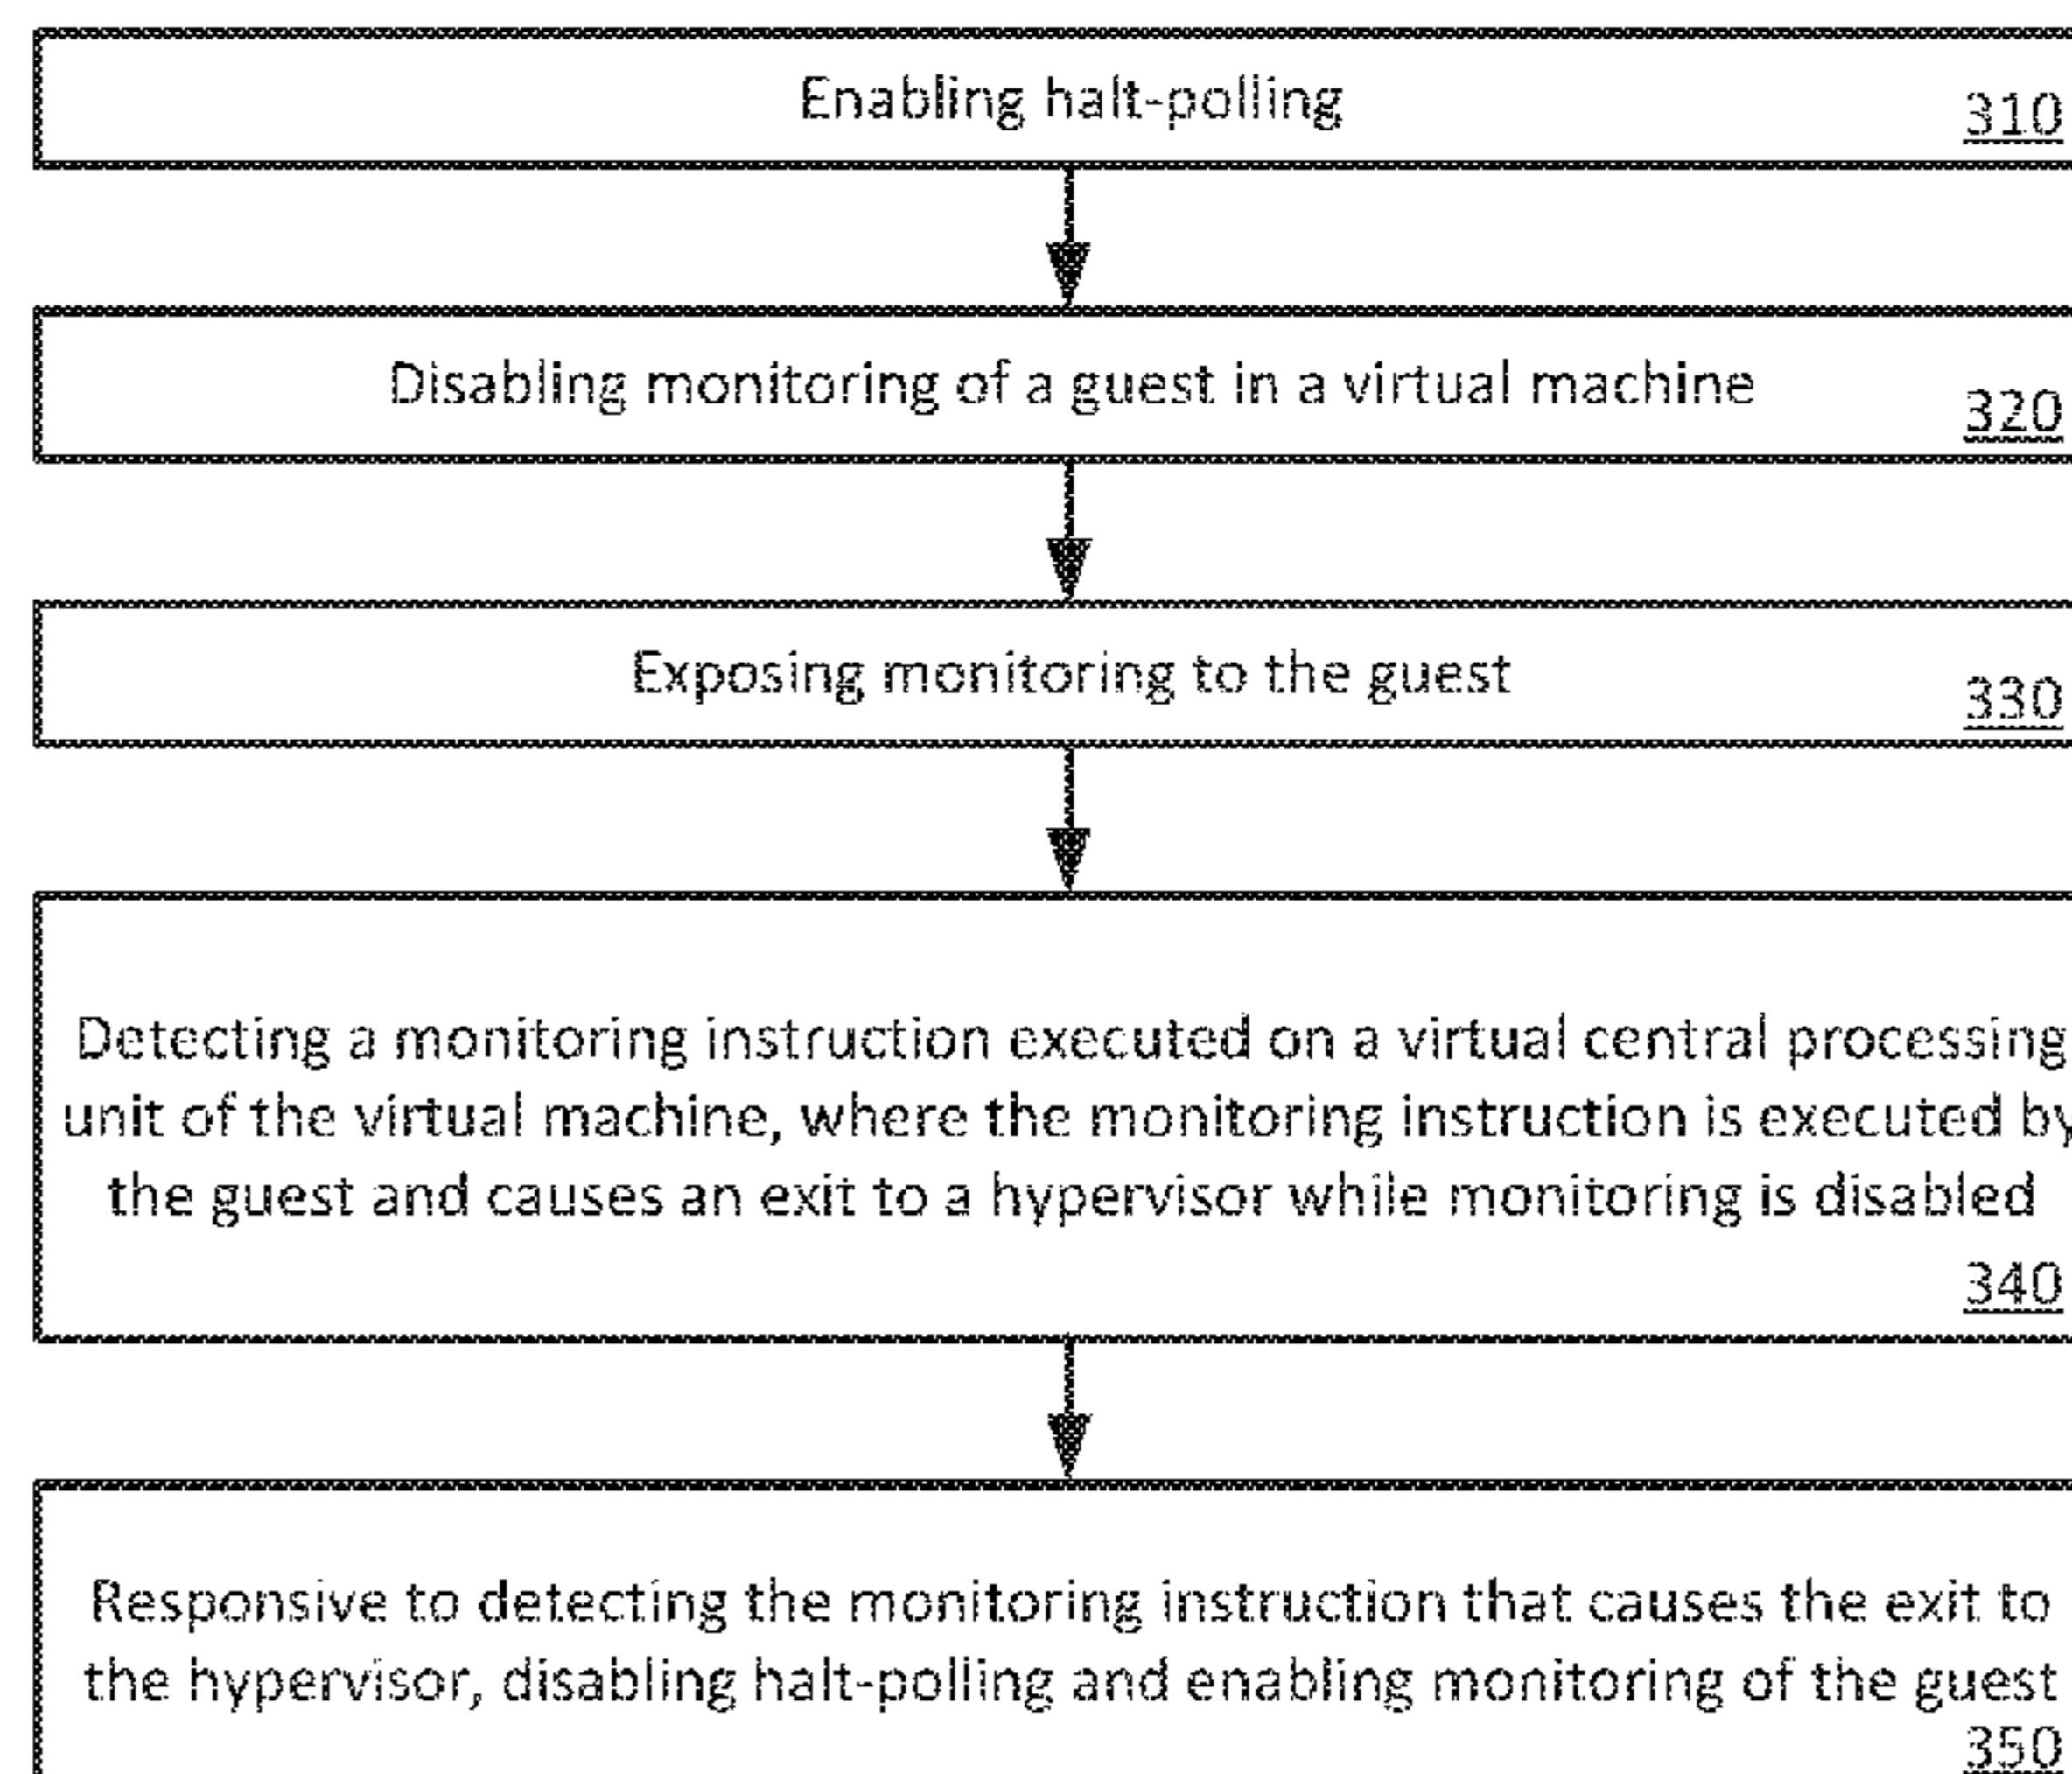 Enabling halt-polling
310
Disabling monitoring of a guest in a virtual machine
320
Exposing monitoring to the guest
330
Detecting a monitoring instruction executed on a virtual central processing
unit of the virtual machine, where the monitoring instruction is executed by
the guest and causes an exit to a hypervisor while monitoring is disabled
340
Responsive to detecting the monitoring instruction that causes the exit to
the hypervisor, disabling halt-polling and enabling monitoring of the guest
350